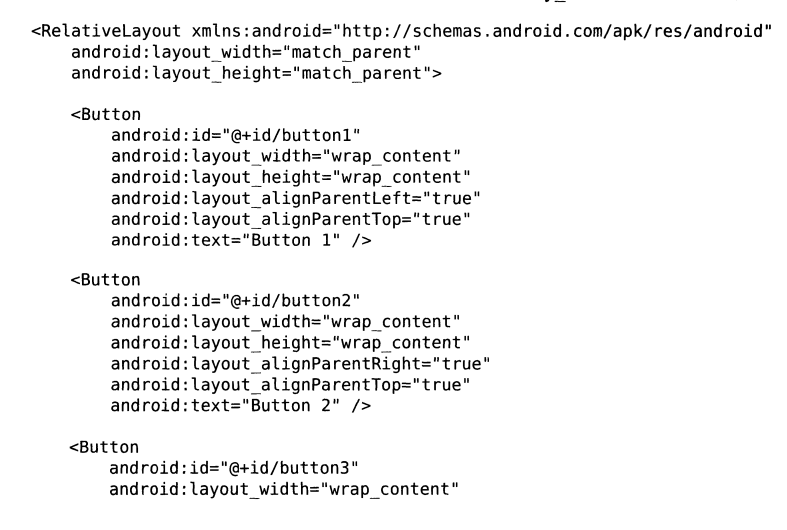 <RelativeLayout xmlns:android="http://schemas.android.com/apk/res/android"
    android:layout_width="match_parent"
    android:layout_height="match_parent">

    <Button
        android:id="@+id/button1"
        android:layout_width="wrap_content"
        android:layout_height="wrap_content"
        android:layout_alignParentLeft="true"
        android:layout_alignParentTop="true"
        android:text="Button 1" />

    <Button
        android:id="@+id/button2"
        android:layout_width="wrap_content"
        android:layout_height="wrap_content"
        android:layout_alignParentRight="true"
        android:layout_alignParentTop="true"
        android:text="Button 2" />

    <Button
        android:id="@+id/button3"
        android:layout_width="wrap_content"